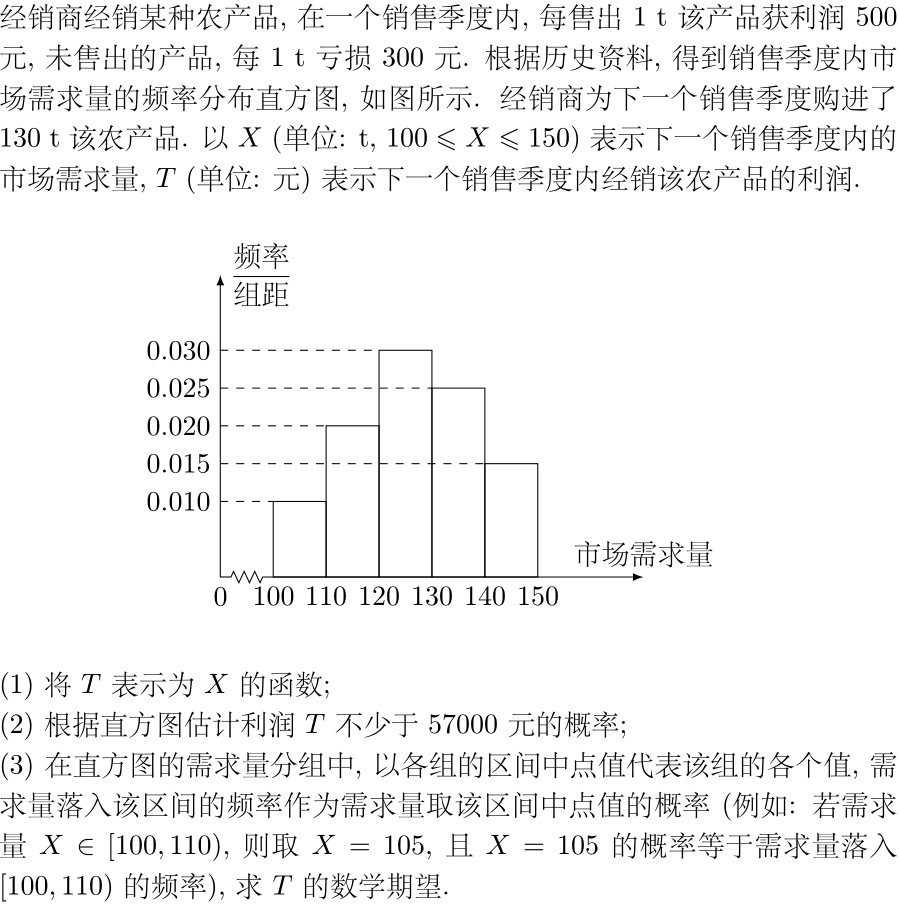 经销商经销某种农产品, 在一个销售季度内, 每售出 1 t 该产品获利润 500
元, 未售出的产品, 每 1 t 亏损 300 元. 根据历史资料, 得到销售季度内市
场需求量的频率分布直方图, 如图所示. 经销商为下一个销售季度购进了
130 t 该农产品. 以 X (单位: t, 100 ⩽ X ⩽ 150) 表示下一个销售季度内的
市场需求量, T (单位: 元) 表示下一个销售季度内经销该农产品的利润.
频率
组距
0.030
0.025
0.020
0.015
0.010
市场需求量
0 100 110 120 130 140 150
(1) 将 T 表示为 X 的函数;
(2) 根据直方图估计利润 T 不少于 57000 元的概率;
(3) 在直方图的需求量分组中, 以各组的区间中点值代表该组的各个值, 需
求量落入该区间的频率作为需求量取该区间中点值的概率 (例如: 若需求
量 X ∈ [100, 110), 则取 X = 105, 且 X = 105 的概率等于需求量落入
[100, 110) 的频率), 求 T 的数学期望.